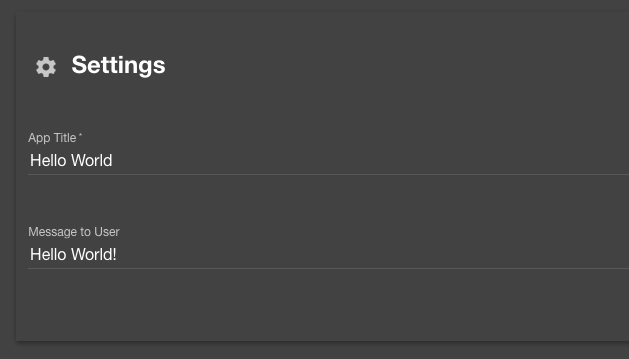 Settings
App Title *
Hello World
Message to User
Hello World!